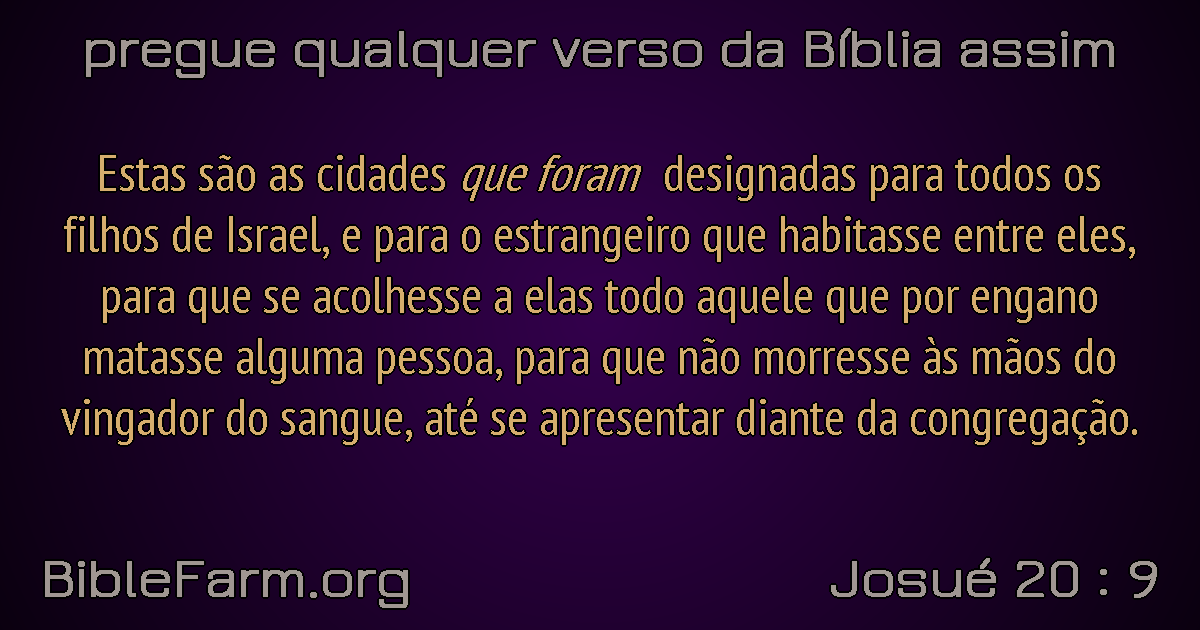 pregue qualquer verso da Bíblia assim
Estas são as cidades que foram designadas para todos os
filhos de Israel, e para o estrangeiro que habitasse entre eles,
para que se acolhesse a elas todo aquele que por engano
matasse alguma pessoa, para que não morresse às mãos do
vingador do sangue, até se apresentar diante da congregação.
BibleFarm.org
Josué 20 : 9